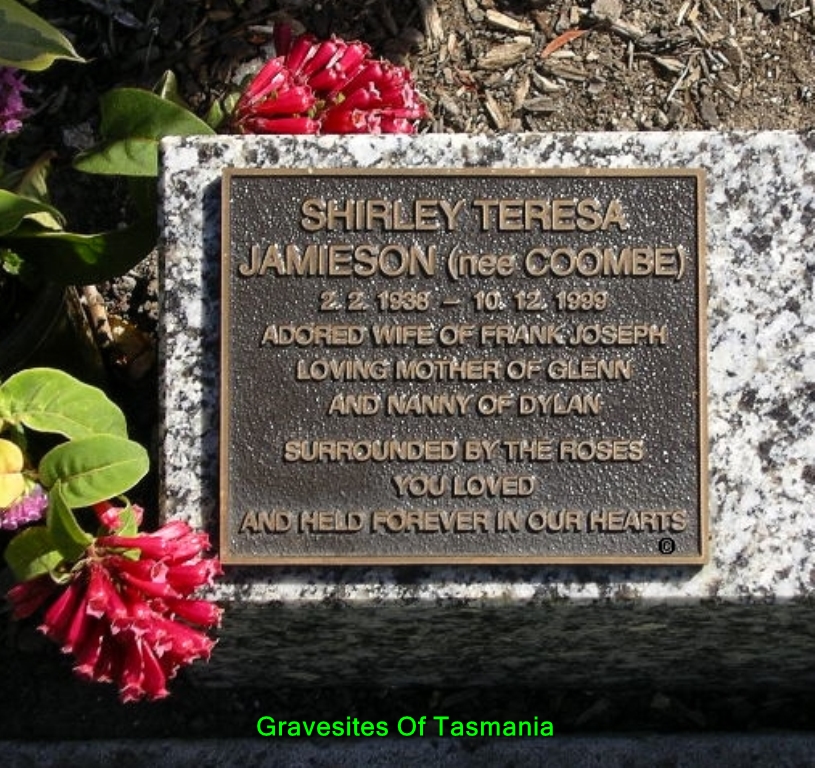 SHIRLEY TERESA
JAMIESON (nee COOMBE)
2. 2. 1938 – 10. 12. 1999
ADORED WIFE OF FRANK JOSEPH
LOVING MOTHER OF GLENN
AND NANNY OF DYLAN
SURROUNDED BY THE ROSES
YOU LOVED
AND HELD FOREVER IN OUR HEARTS
©
Gravesites Of Tasmania